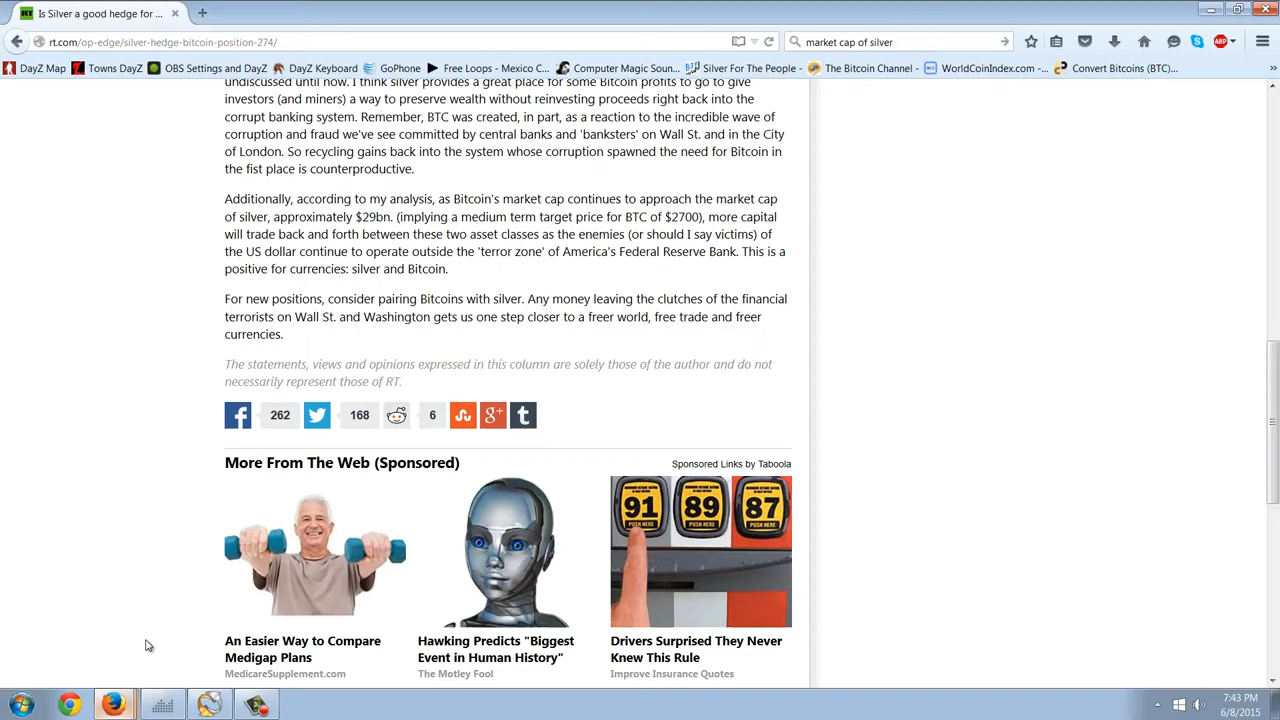 Is Silver a good hedge for ...
rt.com/op-edge/silver-hedge-bitcoin-position-274/
market cap of silver
ABP
DayZ Map
Towns DayZ
OBS Settings and DayZ
DayZ Keyboard
GoPhone
Free Loops - Mexico C...
Computer Magic Soun...
Silver For The People - ...
The Bitcoin Channel -...
WorldCoinIndex.com -...
Convert Bitcoins (BTC)...
undiscussed until now. I think silver provides a great place for some Bitcoin profits to go to give
investors (and miners) a way to preserve wealth without reinvesting proceeds right back into the
corrupt banking system. Remember, BTC was created, in part, as a reaction to the incredible wave of
corruption and fraud we've see committed by central banks and 'banksters' on Wall St. and in the City
of London. So recycling gains back into the system whose corruption spawned the need for Bitcoin in
the fist place is counterproductive.
Additionally, according to my analysis, as Bitcoin's market cap continues to approach the market cap
of silver, approximately $29bn. (implying a medium term target price for BTC of $2700), more capital
will trade back and forth between these two asset classes as the enemies (or should I say victims) of
the US dollar continue to operate outside the 'terror zone' of America's Federal Reserve Bank. This is a
positive for currencies: silver and Bitcoin.
For new positions, consider pairing Bitcoins with silver. Any money leaving the clutches of the financial
terrorists on Wall St. and Washington gets us one step closer to a freer world, free trade and freer
currencies.
The statements, views and opinions expressed in this column are solely those of the author and do not
necessarily represent those of RT.
262
168
6
More From The Web (Sponsored)
Sponsored Links by Taboola
91
89
87
PUSH HERE
PUSH HERE
PUSH HERE
An Easier Way to Compare
Medigap Plans
MedicareSupplement.com
Hawking Predicts "Biggest
Event in Human History"
The Motley Fool
Drivers Surprised They Never
Knew This Rule
Improve Insurance Quotes
7:43 PM
6/8/2015